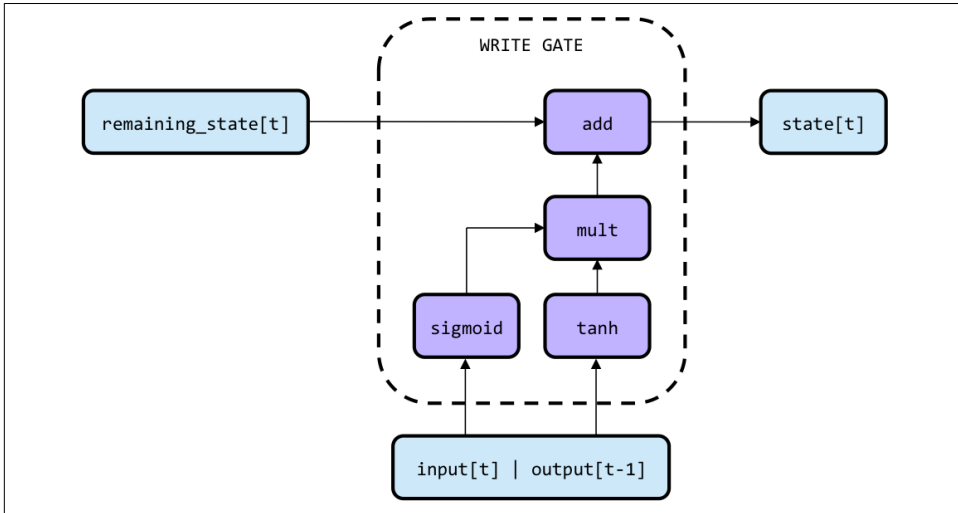 WRITE GATE
remaining_state[t]
add
state[t]
mult
sigmoid
tanh
input[t] | output[t-1]